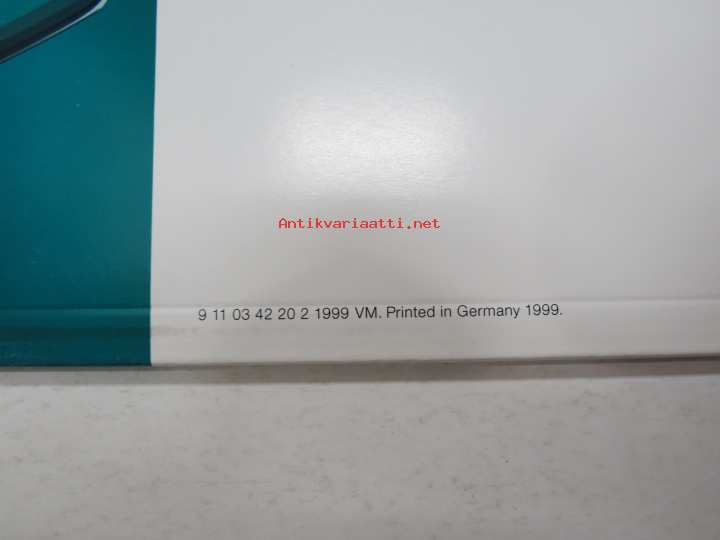 Antikvariaatti.net
9 11 03 42 20 2 1999 VM. Printed in Germany 1999.